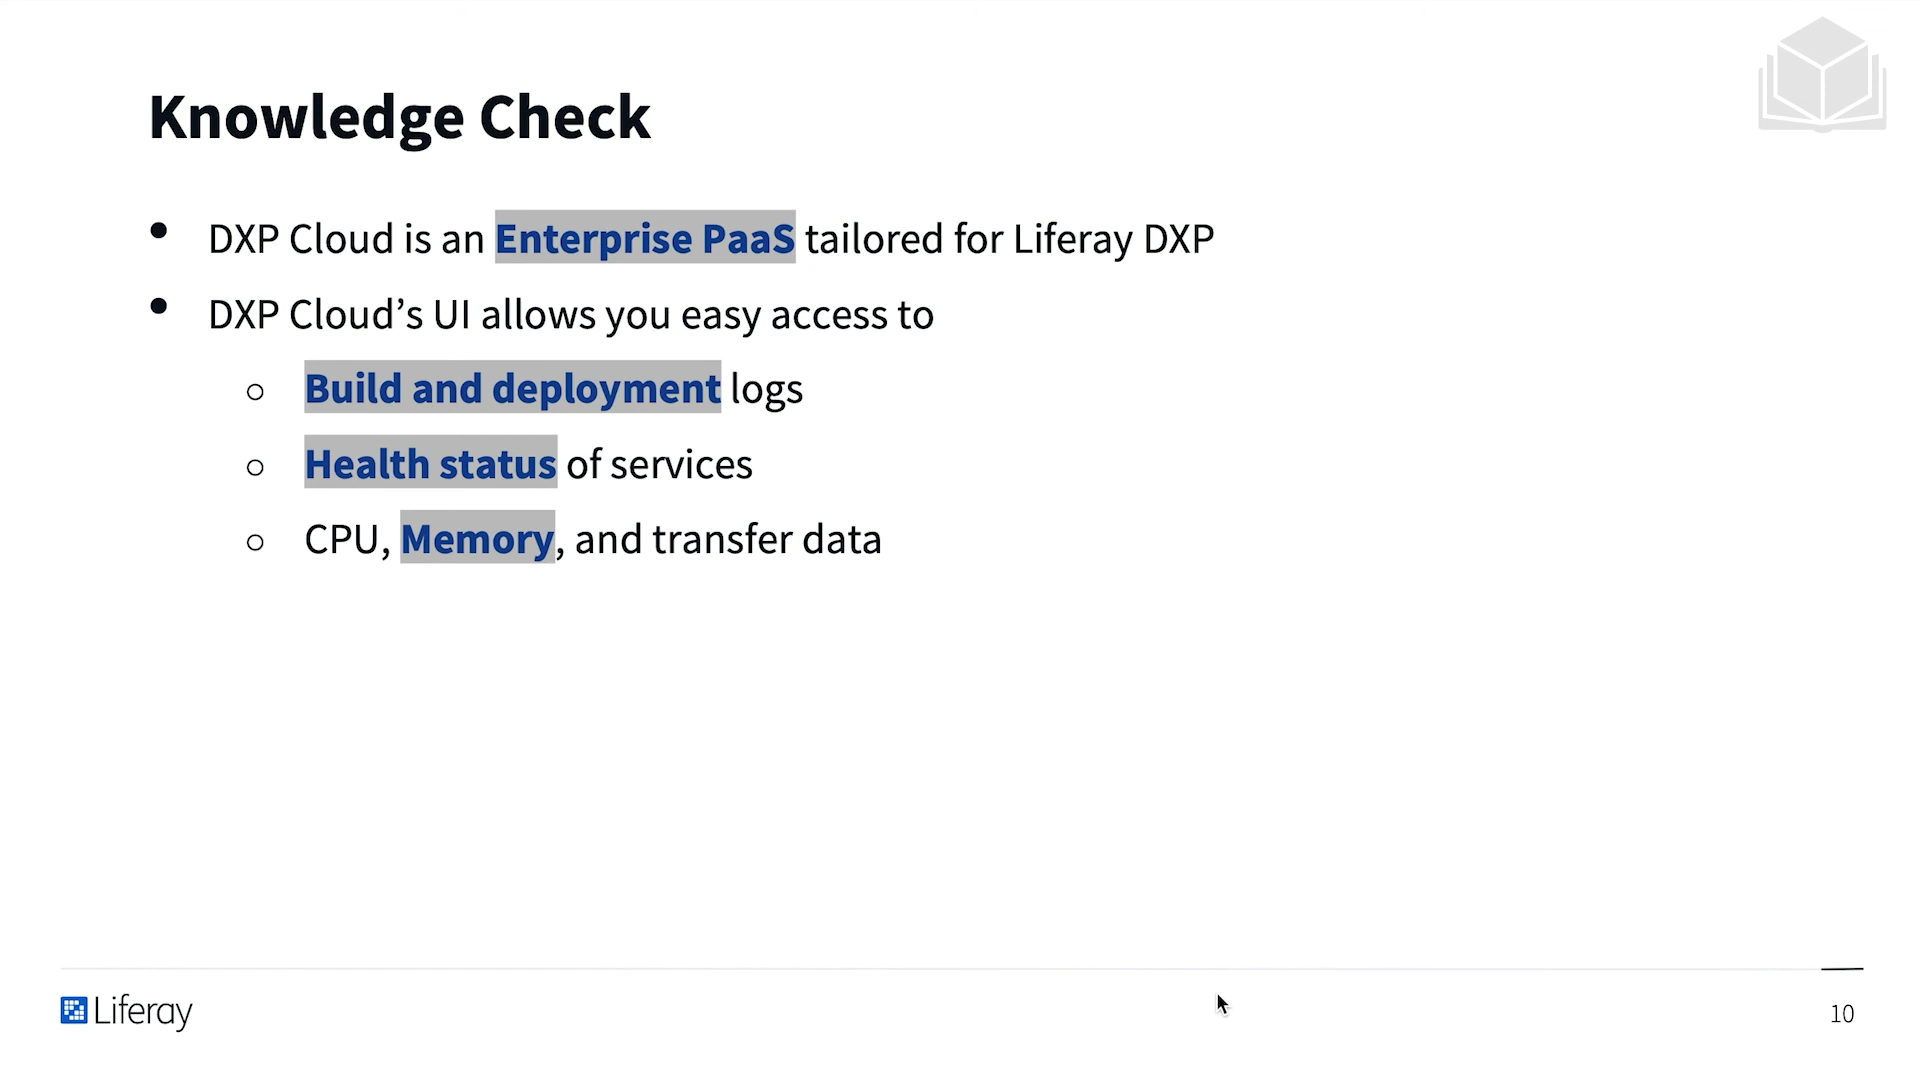 Knowledge Check
• DXP Cloud is an Enterprise PaaS tailored for Liferay DXP
• DXP Cloud’s UI allows you easy access to
○ Build and deployment logs
○ Health status of services
○ CPU, Memory, and transfer data
Liferay
10